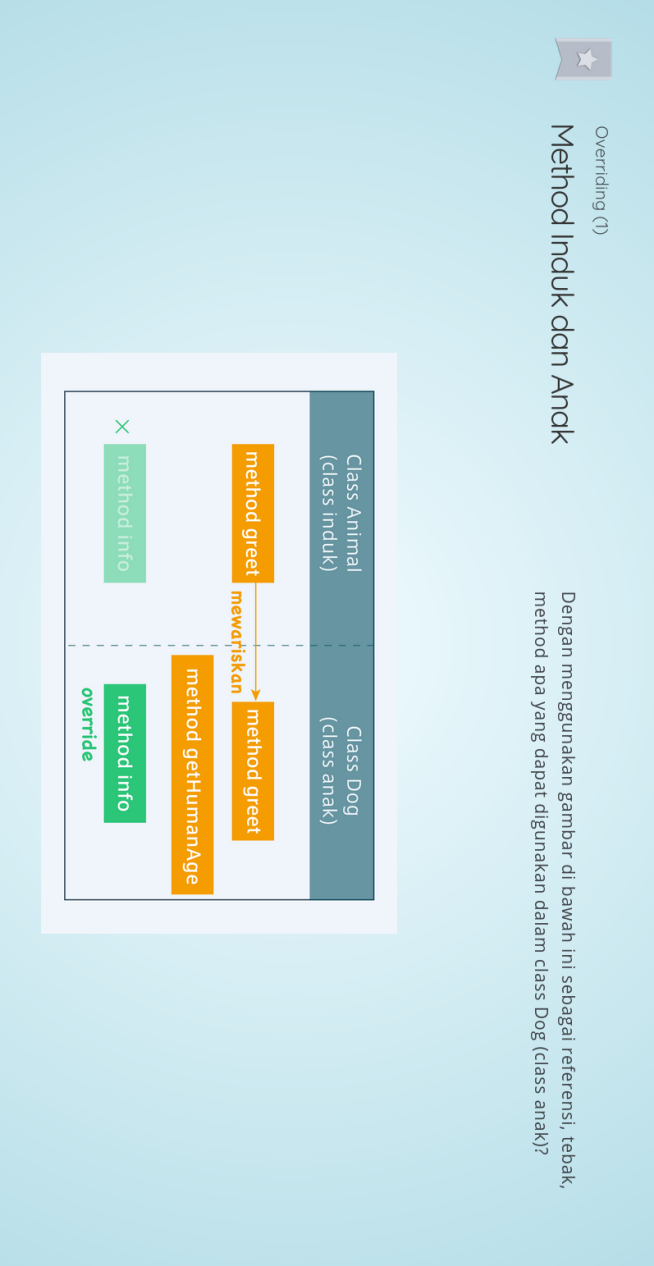 Overriding (1)
Method Induk dan Anak
Dengan menggunakan gambar di bawah ini sebagai referensi, tebak,
method apa yang dapat digunakan dalam class Dog (class anak)?
Class Animal
(class induk)
Class Dog
(class anak)
method greet
mewariskan
method greet
method getHumanAge
× method info
method info
override